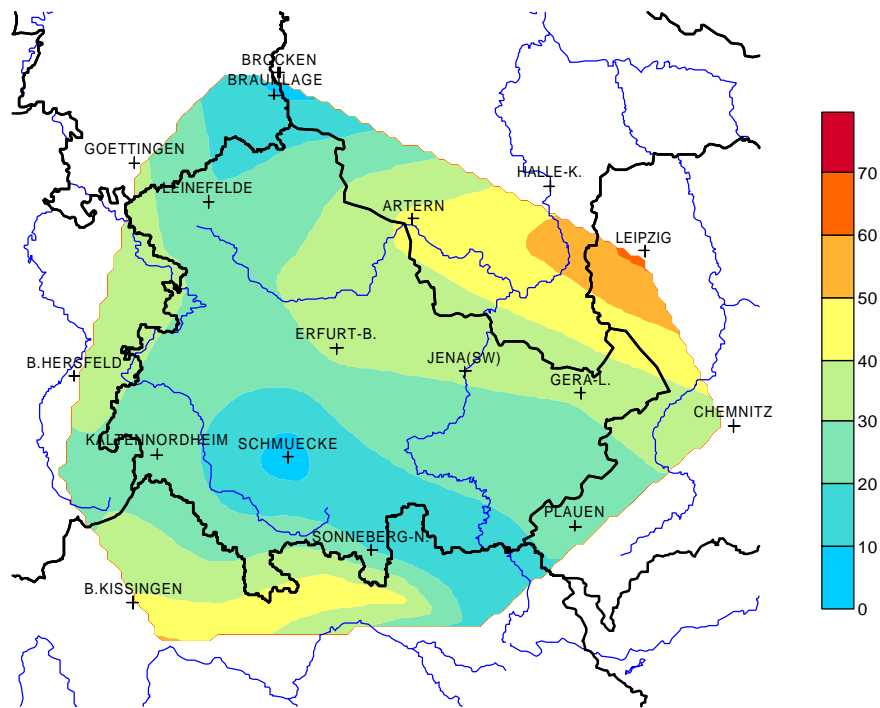 BROCKEN
BRAUNLAGE
GOETTINGEN
HALLE-K.
LEINEFELDE
ARTERN
LEIPZIG
ERFURT-B.
JENA(SW)
B.HERSFELD
GERA-L.
CHEMNITZ
KALTENNORDHEIM
SCHMUECKE
PLAUEN
SONNEBERG-N.
B.KISSINGEN
70
60
50
40
30
20
10
0